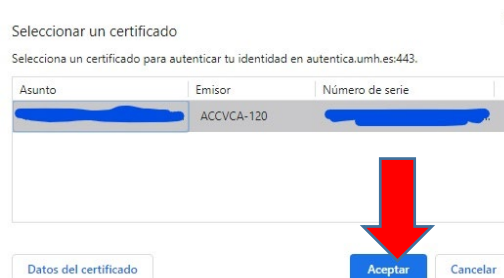 Seleccionar un certificado
Selecciona un certificado para autenticar tu identidad en autentica.umh.es:443.
Asunto Emisor Número de serie
ACCVCA-120
Datos del certificado Aceptar Cancelar